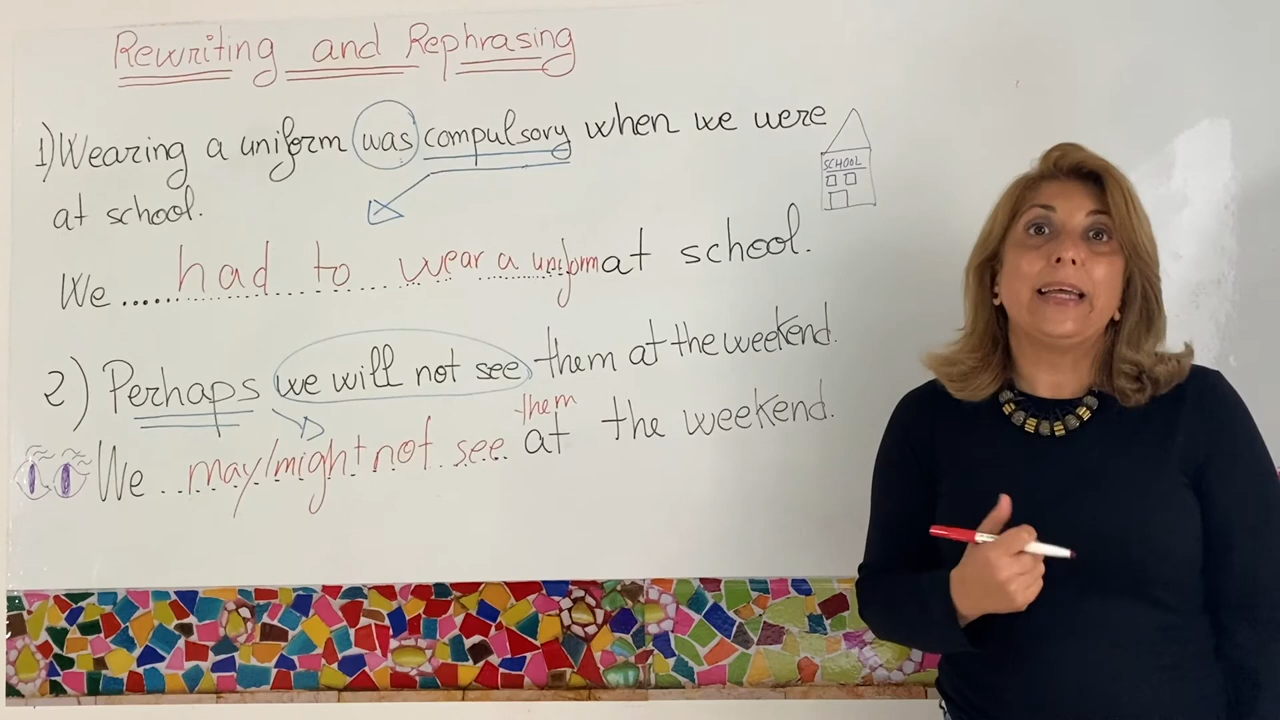 Rewriting and Rephrasing
1) Wearing a uniform was compulsory when we were
SCHOOL
at school.
We ...... had to wear a uniform at school.
2) Perhaps we will not see them at the weekend.
them
We ... may/might not see at the weekend.